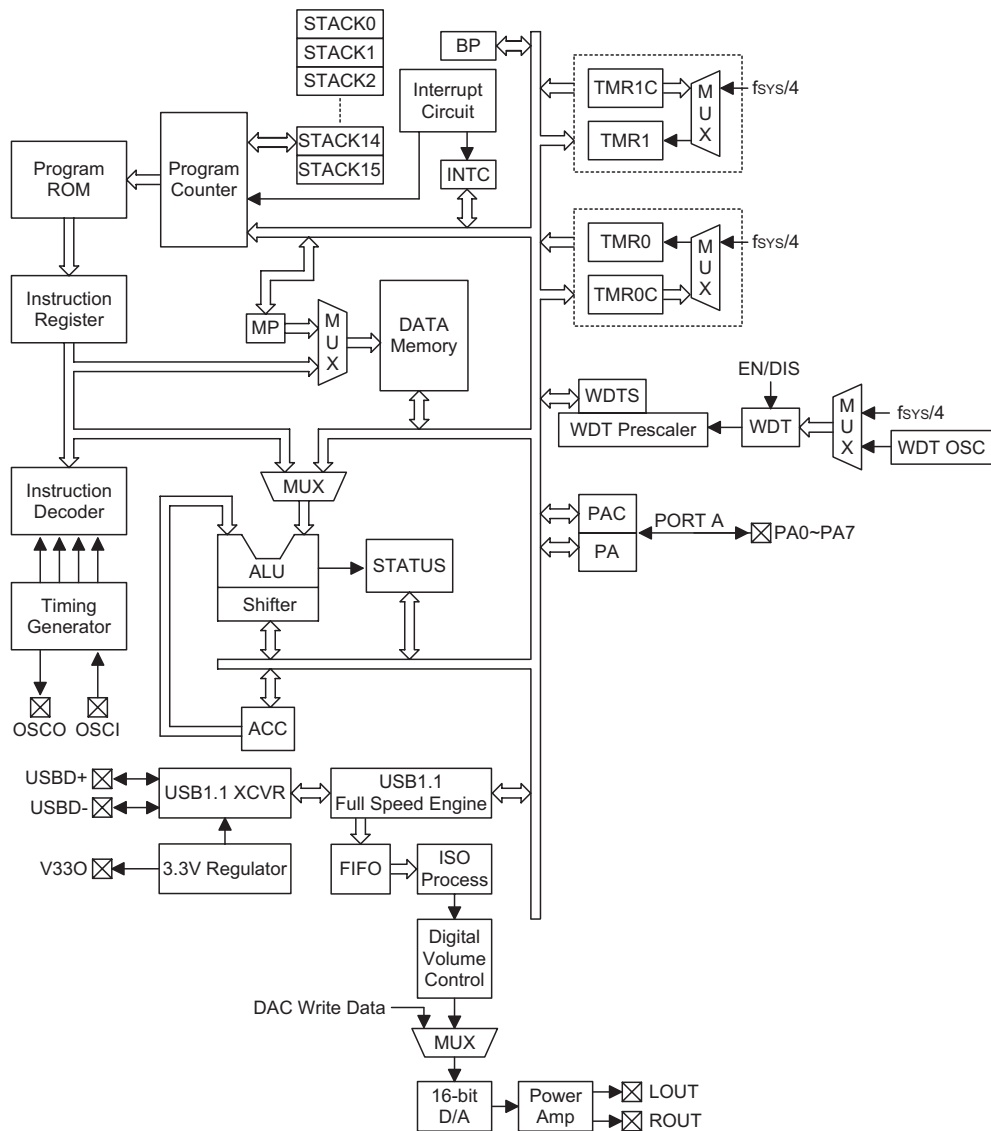 STACK0
STACK1
STACK2
STACK14
STACK15
BP
Interrupt
Circuit
INTC
Program
ROM
Program
Counter
TMR1C
TMR1
M
U
X
fSYS/4
TMR0
TMR0C
M
U
X
fSYS/4
Instruction
Register
MP
M
U
X
DATA
Memory
EN/DIS
WDTS
WDT Prescaler
WDT
M
U
X
fSYS/4
WDT OSC
Instruction
Decoder
MUX
PAC
PA
PORT A
PA0~PA7
ALU
Shifter
STATUS
Timing
Generator
OSCO
OSCI
ACC
USBD+
USBD-
USB1.1 XCVR
USB1.1
Full Speed Engine
V33O
3.3V Regulator
FIFO
ISO
Process
Digital
Volume
Control
DAC Write Data
MUX
16-bit
D/A
Power
Amp
LOUT
ROUT